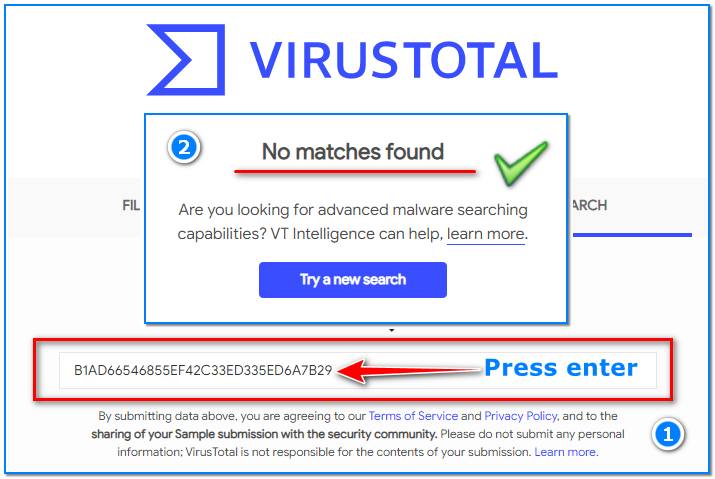 VIRUSTOTAL
2
No matches found
FIL
ARCH
Are you looking for advanced malware searching
capabilities? VT Intelligence can help, learn more.
Try a new search
B1AD66546855EF42C33ED335ED6A7B29
Press enter
By submitting data above, you are agreeing to our Terms of Service and Privacy Policy, and to the
sharing of your Sample submission with the security community. Please do not submit any personal
information; VirusTotal is not responsible for the contents of your submission. Learn more.
1